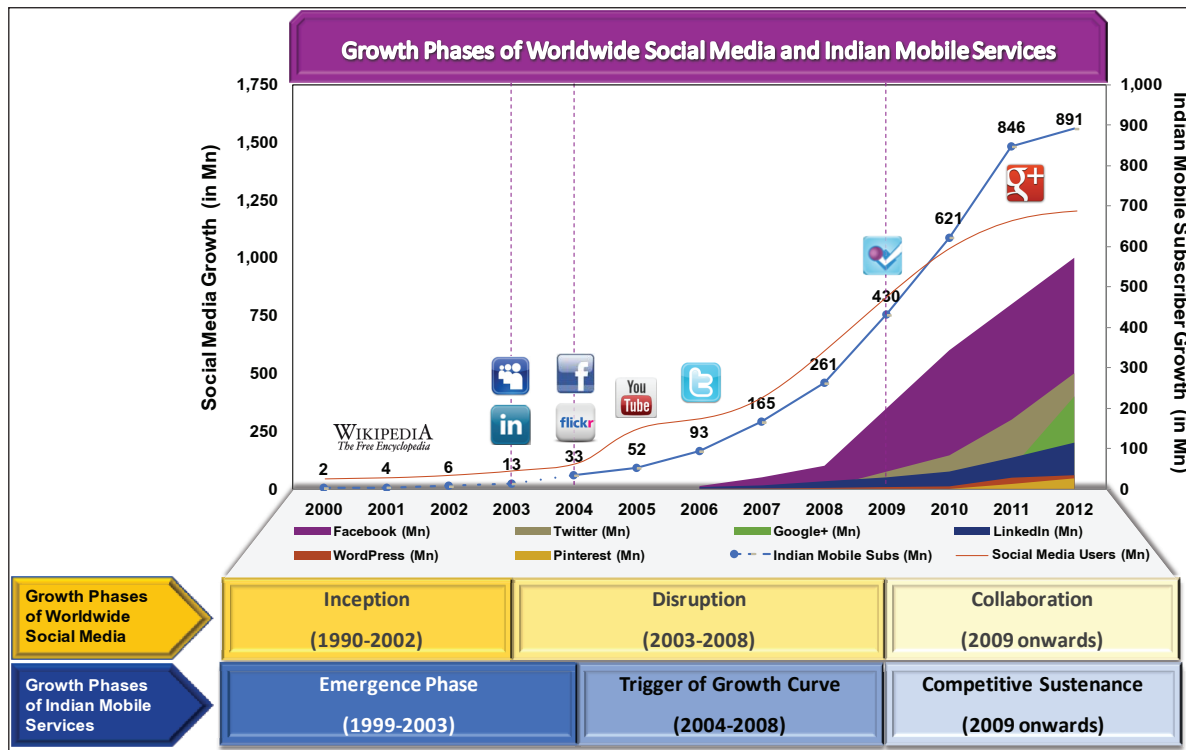 Growth Phases of Worldwide Social Media and Indian Mobile Services
Social Media Growth (in Mn)
1,750
1,500
1,250
1,000
750
500
250
0
Indian Mobile Subscriber Growth (in Mn)
1,000
900
800
700
600
500
400
300
200
100
0
2
4
6
13
33
52
93
165
261
430
621
846
891
WIKIPEDIA
The Free Encyclopedia
in
f
flickr
You
Tube
t
g+
2000 2001 2002 2003 2004 2005 2006 2007 2008 2009 2010 2011 2012
Facebook (Mn) Twitter (Mn) Google+ (Mn) LinkedIn (Mn)
WordPress (Mn) Pinterest (Mn) Indian Mobile Subs (Mn) Social Media Users (Mn)
Growth Phases
of Worldwide
Social Media
Inception
(1990-2002)
Disruption
(2003-2008)
Collaboration
(2009 onwards)
Growth Phases
of Indian Mobile
Services
Emergence Phase
(1999-2003)
Trigger of Growth Curve
(2004-2008)
Competitive Sustenance
(2009 onwards)